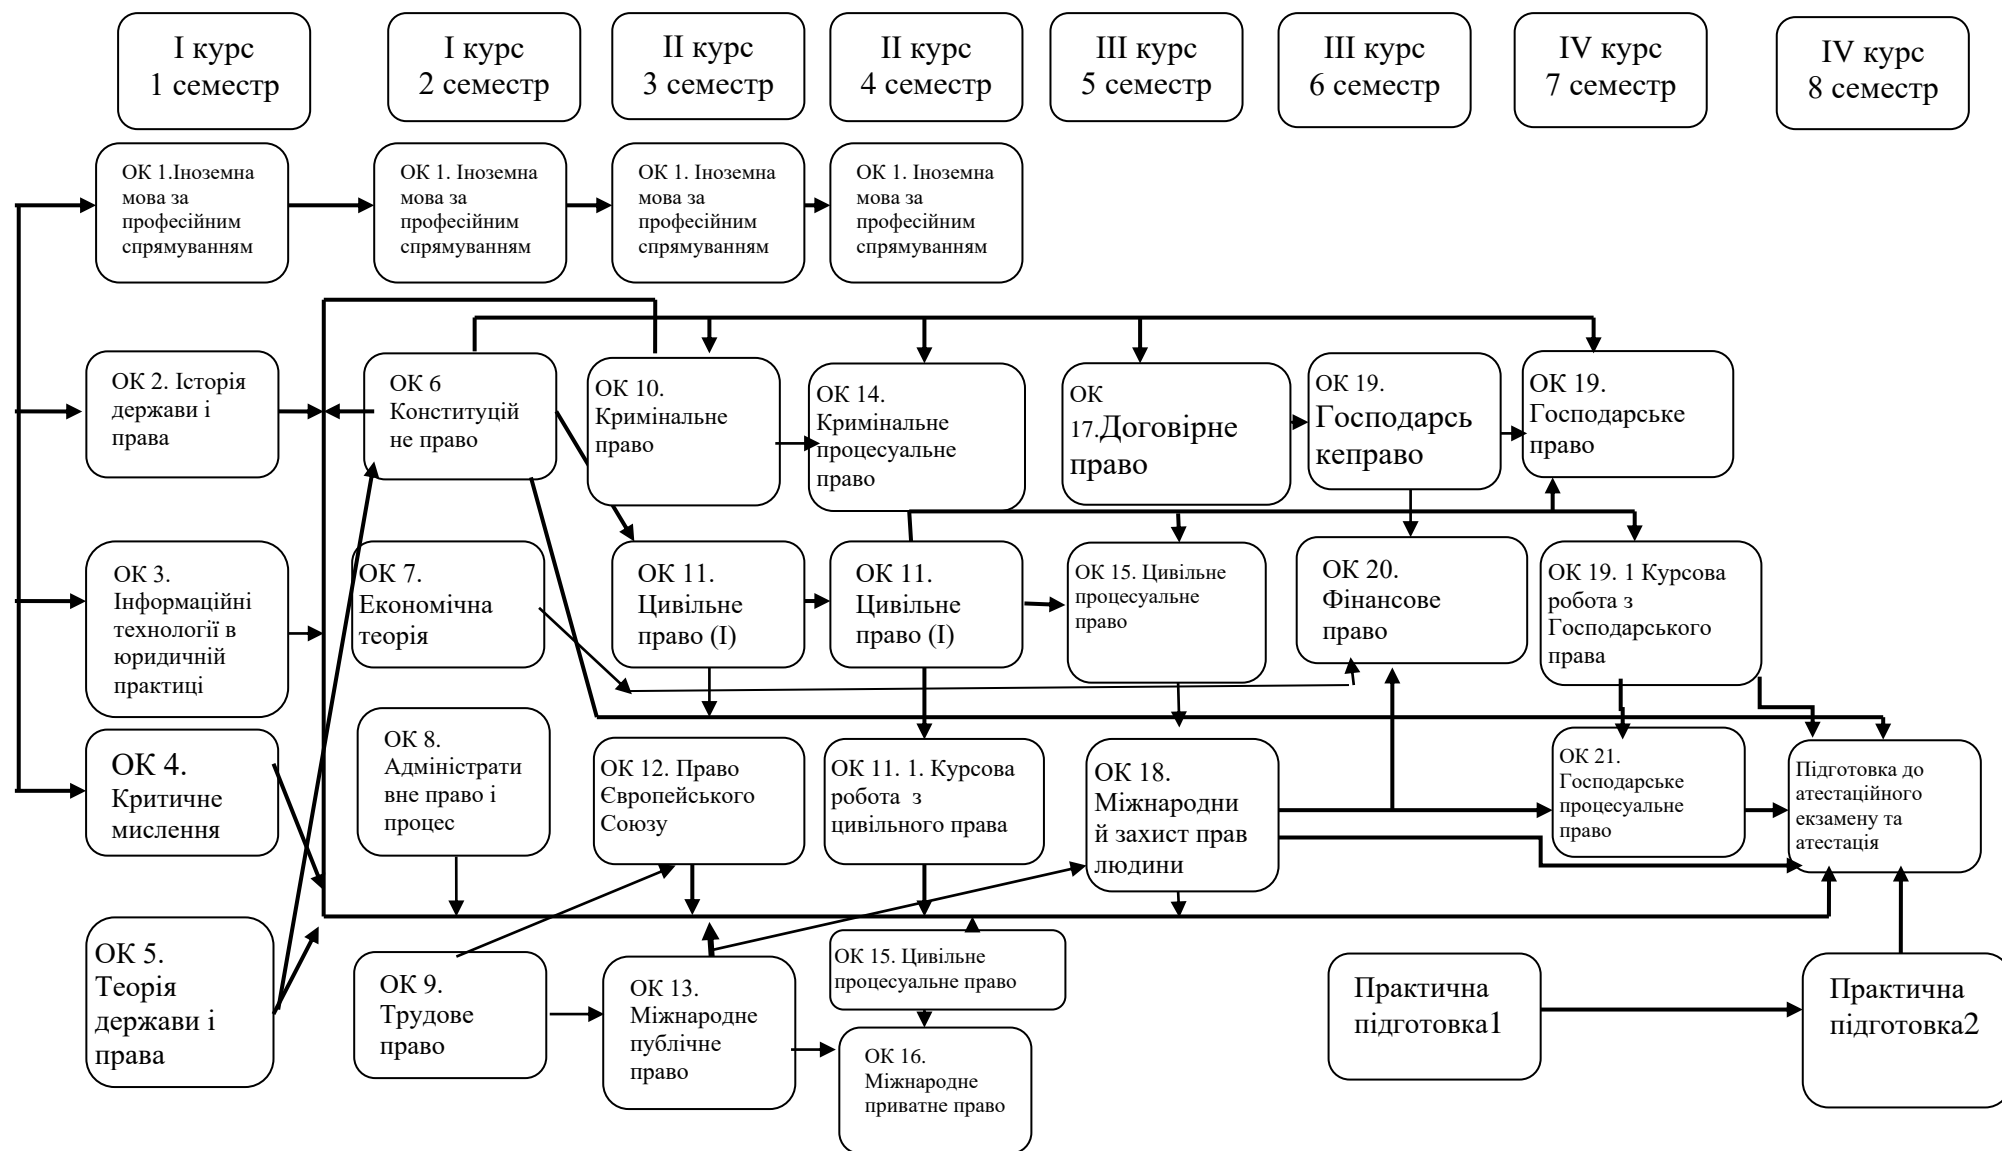 І курс
1 семестр
І курс
2 семестр
ІІ курс
3 семестр
ІІ курс
4 семестр
ІІІ курс
5 семестр
ІІІ курс
6 семестр
ІV курс
7 семестр
ІV курс
8 семестр
ОК 1.Іноземна
мова за
професійним
спрямуванням
ОК 1. Іноземна
мова за
професійним
спрямуванням
ОК 1. Іноземна
мова за
професійним
спрямуванням
ОК 1. Іноземна
мова за
професійним
спрямуванням
ОК 2. Історія
держави і
права
ОК 6
Конституцій
не право
ОК 10.
Кримінальне
право
ОК 14.
Кримінальне
процесуальне
право
ОК
17.Договірне
право
ОК 19.
Господарсь
кеправо
ОК 19.
Господарське
право
ОК 3.
Інформаційні
технології в
юридичній
практиці
ОК 7.
Економічна
теорія
ОК 11.
Цивільне
право (І)
ОК 11.
Цивільне
право (І)
ОК 15. Цивільне
процесуальне
право
ОК 20.
Фінансове
право
ОК 19. 1 Курсова
робота з
Господарського
права
ОК 4.
Критичне
мислення
ОК 8.
Адміністрати
вне право і
процес
ОК 12. Право
Європейського
Союзу
ОК 11. 1. Курсова
робота з
цивільного права
ОК 18.
Міжнародни
й захист прав
людини
ОК 21.
Господарське
процесуальне
право
Підготовка до
атестаційного
екзамену та
атестація
ОК 5.
Теорія
держави і
права
ОК 9.
Трудове
право
ОК 13.
Міжнародне
публічне
право
ОК 15. Цивільне
процесуальне право
ОК 16.
Міжнародне
приватне право
Практична
підготовка1
Практична
підготовка2